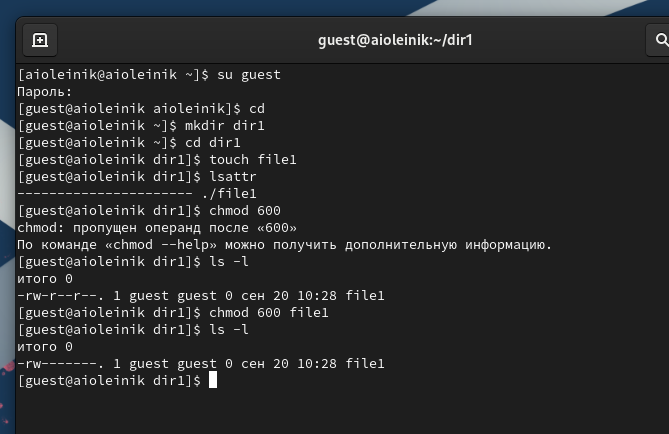 guest@aioleinik:~/dir1
[aioleinik@aioleinik ~]$ su guest
Пароль:
[guest@aioleinik aioleinik]$ cd
[guest@aioleinik ~]$ mkdir dir1
[guest@aioleinik ~]$ cd dir1
[guest@aioleinik dir1]$ touch file1
[guest@aioleinik dir1]$ lsattr
---------------------- ./file1
[guest@aioleinik dir1]$ chmod 600
chmod: пропущен операнд после «600»
По команде «chmod --help» можно получить дополнительную информацию.
[guest@aioleinik dir1]$ ls -l
итого 0
-rw-r--r--. 1 guest guest 0 сен 20 10:28 file1
[guest@aioleinik dir1]$ chmod 600 file1
[guest@aioleinik dir1]$ ls -l
итого 0
-rw-------. 1 guest guest 0 сен 20 10:28 file1
[guest@aioleinik dir1]$